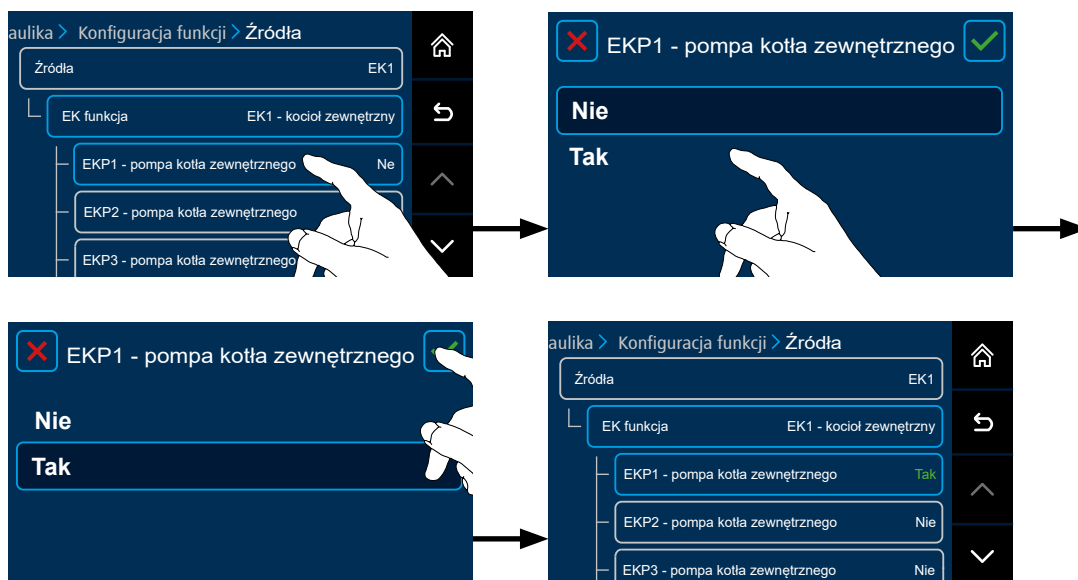 aulika > Konfiguracja funkcji > Źródła
Źródła EK1
EK funkcja EK1 - kocioł zewnętrzny
EKP1 - pompa kotła zewnętrznego Ne
EKP2 - pompa kotła zewnętrznego
EKP3 - pompa kotła zewnętrznego
EKP1 - pompa kotła zewnętrznego
Nie
Tak
EKP1 - pompa kotła zewnętrznego
Nie
Tak
aulika > Konfiguracja funkcji > Źródła
Źródła EK1
EK funkcja EK1 - kocioł zewnętrzny
EKP1 - pompa kotła zewnętrznego Tak
EKP2 - pompa kotła zewnętrznego Nie
EKP3 - pompa kotła zewnętrznego Nie